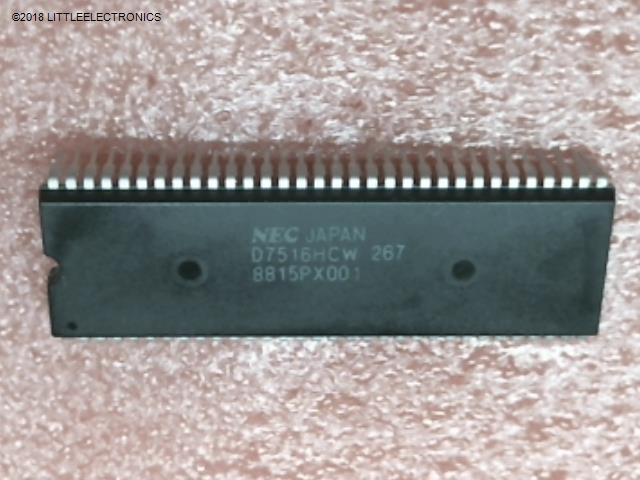 ©2018 LITTLEELECTRONICS
NEC JAPAN
D7516HCW 267
8815PX001